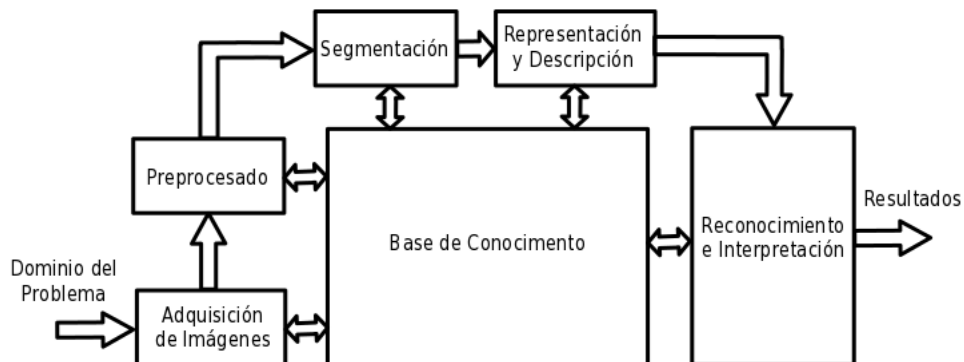 Segmentación
Representación
y Descripción
Preprocesado
Base de Conocimento
Reconocimiento
e Interpretación
Resultados
Dominio del
Problema
Adquisición
de Imágenes